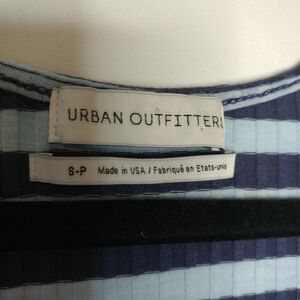 URBAN OUTFITTERS
S-P Made in USA / Fabriqué en Etats-unis